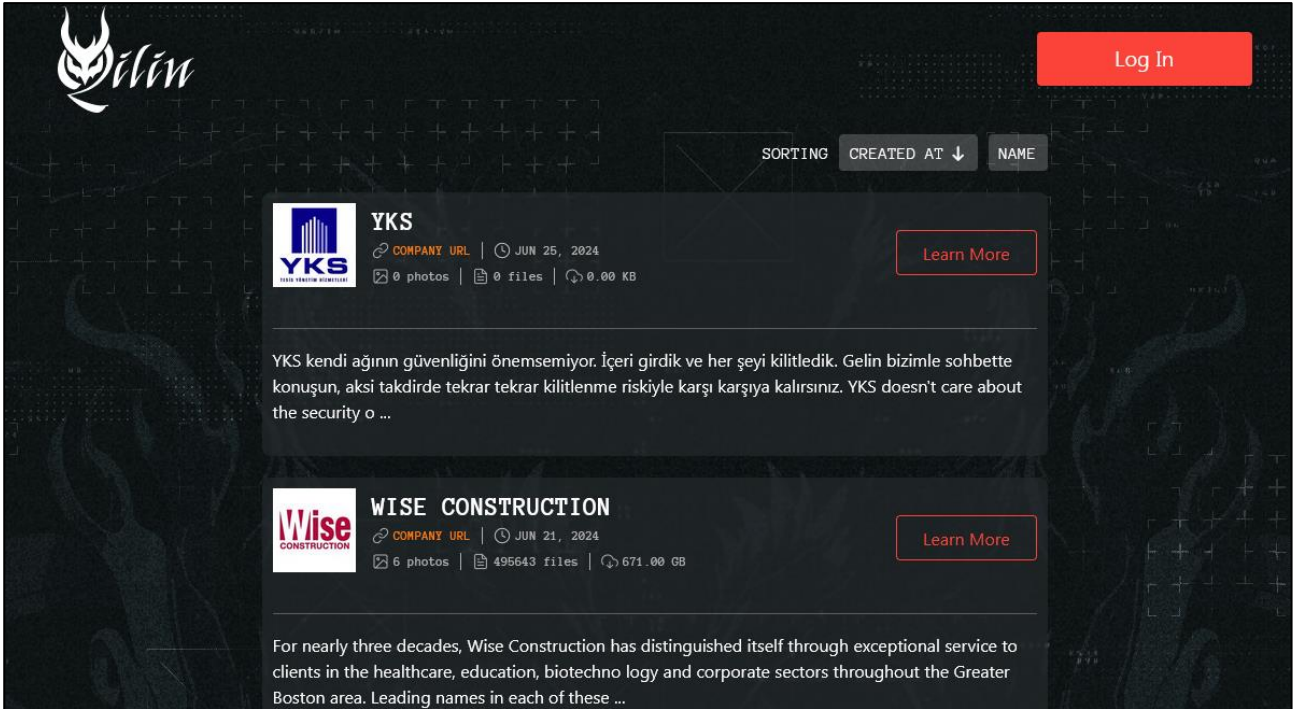 Qilin
Log In
SORTING CREATED AT ↓ NAME
YKS
YKS
COMPANY URL | JUN 25, 2024
0 photos | 0 files | 0.00 KB
Learn More
YKS kendi ağının güvenliğini önemsemiyor. İçeri girdik ve her şeyi kilitledik. Gelin bizimle sohbette
konuşun, aksi takdirde tekrar tekrar kilitlenme riskiyle karşı karşıya kalırsınız. YKS doesn't care about
the security o ...
Wise
CONSTRUCTION
WISE CONSTRUCTION
COMPANY URL | JUN 21, 2024
6 photos | 495643 files | 671.00 GB
Learn More
For nearly three decades, Wise Construction has distinguished itself through exceptional service to
clients in the healthcare, education, biotechno logy and corporate sectors throughout the Greater
Boston area. Leading names in each of these ...